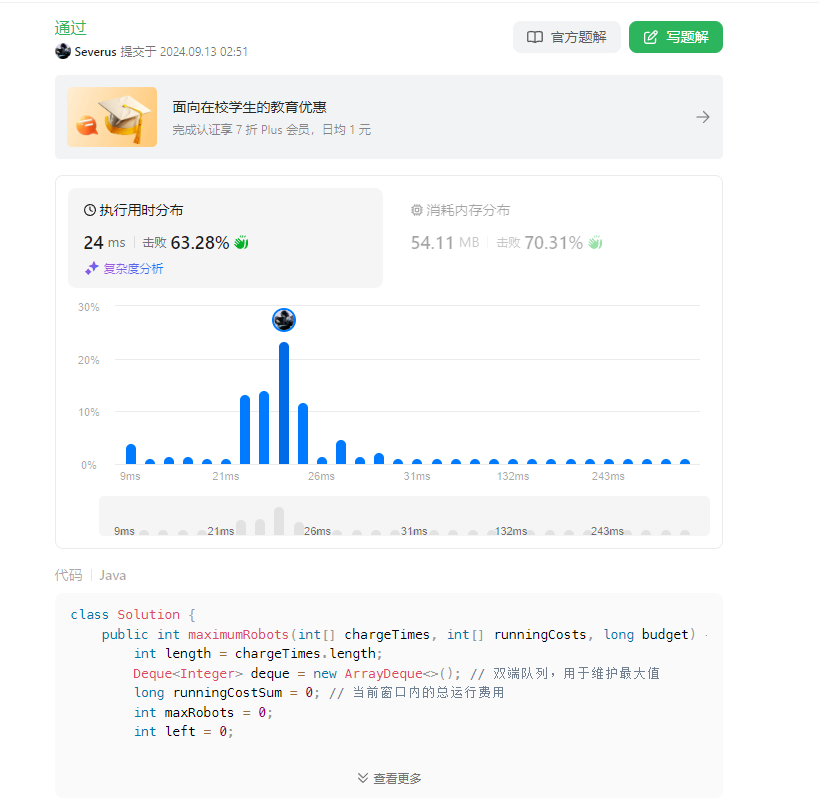 通过
Severus 提交于 2024.09.13 02:51
官方题解
写题解
面向在校学生的教育优惠
完成认证享 7 折 Plus 会员，日均 1 元
执行用时分布
24 ms 击败 63.28%
复杂度分析
消耗内存分布
54.11 MB 击败 70.31%
30%
20%
10%
0%
9ms 21ms 26ms 31ms 132ms 243ms
9ms 21ms 26ms 31ms 132ms 243ms
代码 Java
class Solution {
    public int maximumRobots(int[] chargeTimes, int[] runningCosts, long budget)
        int length = chargeTimes.length;
        Deque<Integer> deque = new ArrayDeque<>(); // 双端队列，用于维护最大值
        long runningCostSum = 0; // 当前窗口内的总运行费用
        int maxRobots = 0;
        int left = 0;
查看更多